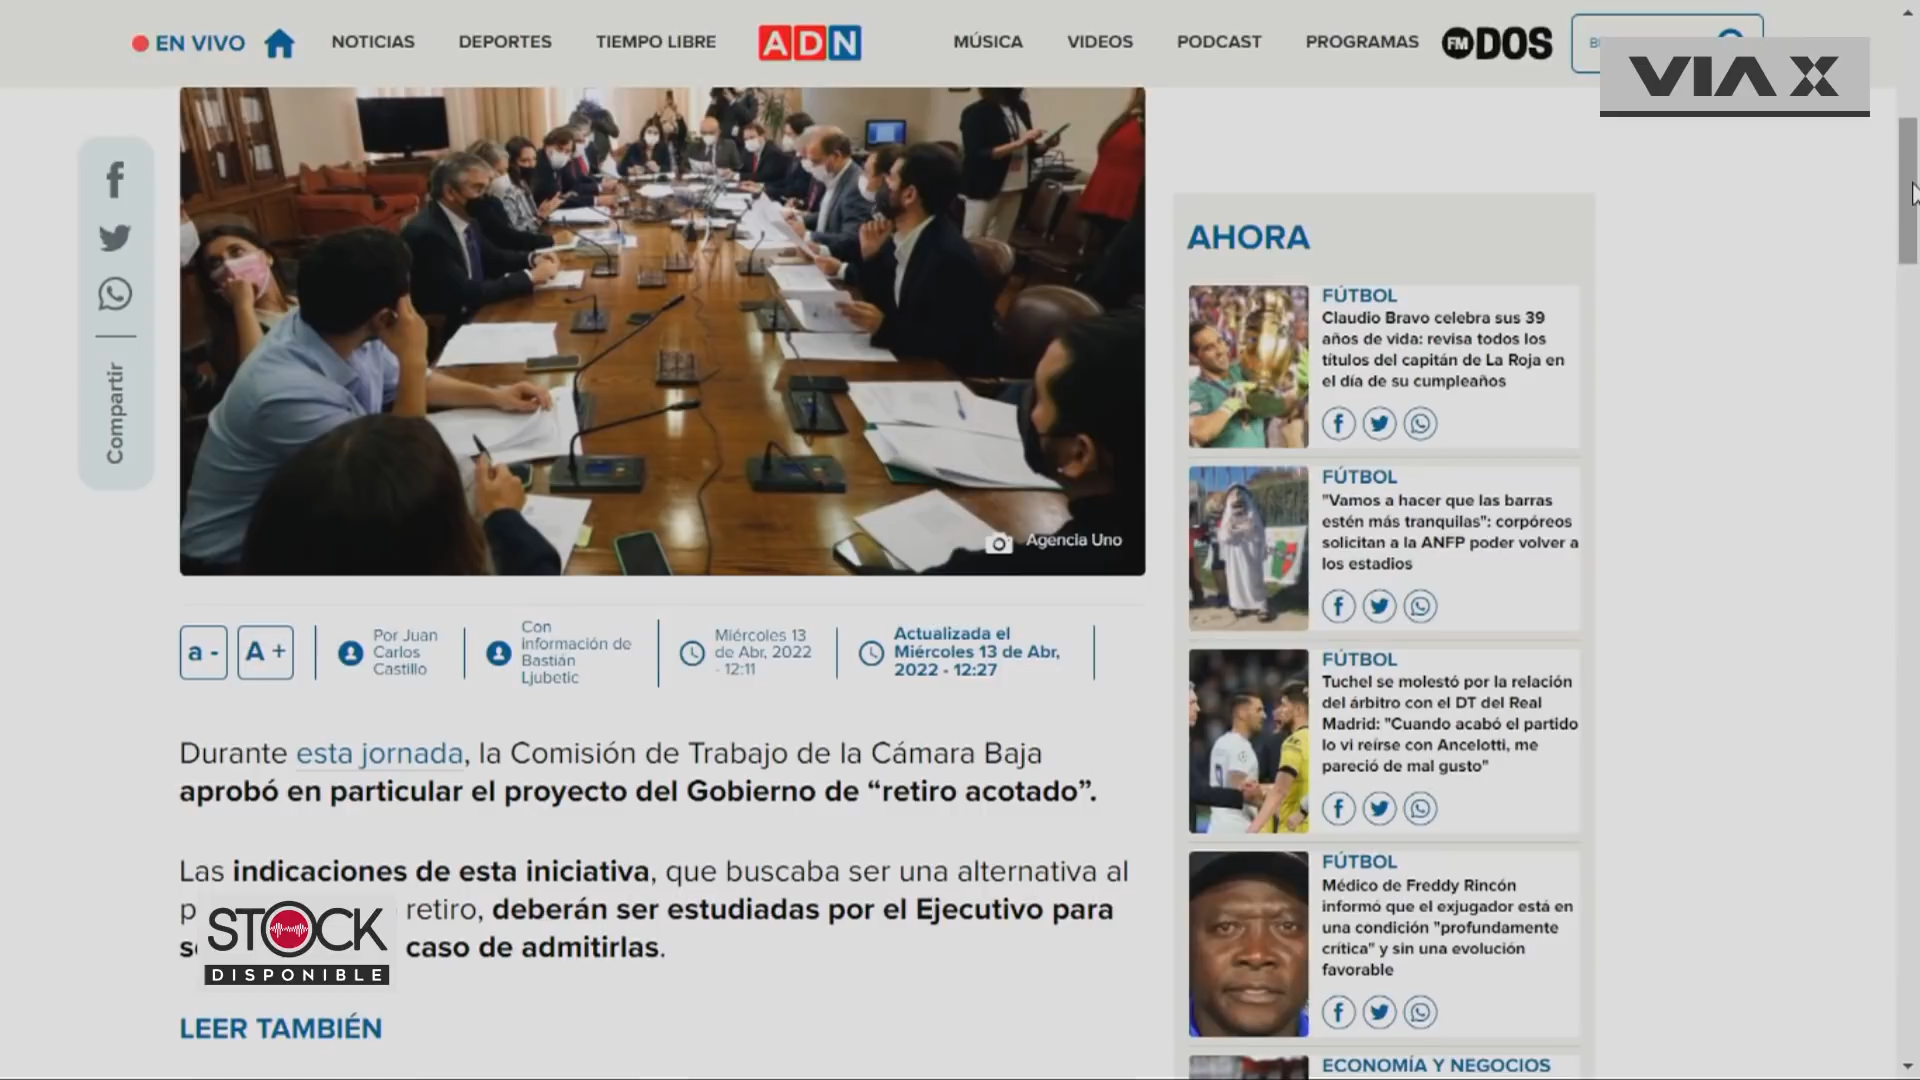 EN VIVO
NOTICIAS
DEPORTES
TIEMPO LIBRE
ADN
MÚSICA
VIDEOS
PODCAST
PROGRAMAS
FM DOS
VIA X
Compartir
Agencia Uno
a -
A +
Por Juan
Carlos
Castillo
Con
información de
Bastián
Ljubetic
Miércoles 13
de Abr, 2022
- 12:11
Actualizada el
Miércoles 13 de Abr,
2022 - 12:27
Durante esta jornada, la Comisión de Trabajo de la Cámara Baja
aprobó en particular el proyecto del Gobierno de “retiro acotado”.
Las indicaciones de esta iniciativa, que buscaba ser una alternativa al
retiro, deberán ser estudiadas por el Ejecutivo para
caso de admitirlas.
STOCK
DISPONIBLE
LEER TAMBIÉN
AHORA
FÚTBOL
Claudio Bravo celebra sus 39
años de vida: revisa todos los
títulos del capitán de La Roja en
el día de su cumpleaños
FÚTBOL
"Vamos a hacer que las barras
estén más tranquilas": corpóreos
solicitan a la ANFP poder volver a
los estadios
FÚTBOL
Tuchel se molestó por la relación
del árbitro con el DT del Real
Madrid: "Cuando acabó el partido
lo vi reírse con Ancelotti, me
pareció de mal gusto"
FÚTBOL
Médico de Freddy Rincón
informó que el exjugador está en
una condición "profundamente
crítica" y sin una evolución
favorable
ECONOMÍA Y NEGOCIOS